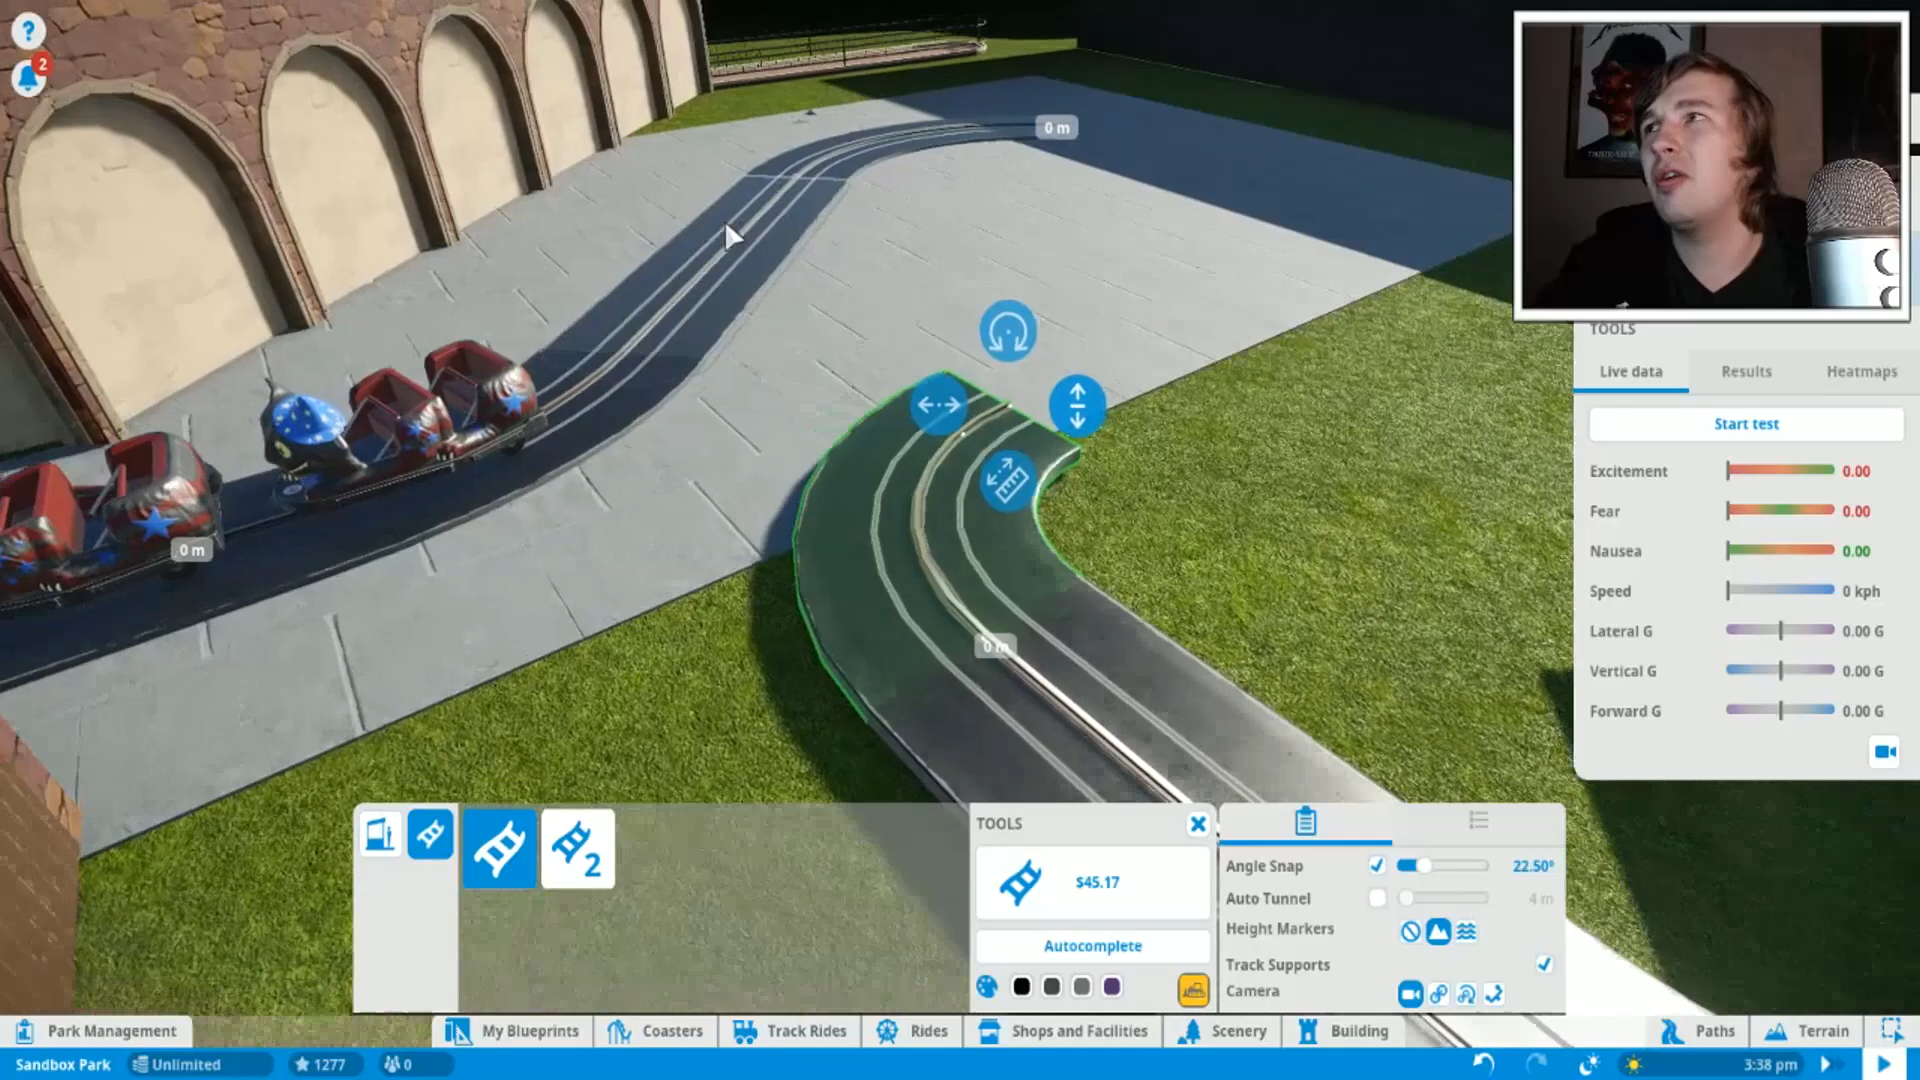 ?
2
0 m
0 m
0 m
TOOLS
Live data
Results
Heatmaps
Start test
Excitement
0.00
Fear
0.00
Nausea
0.00
Speed
0 kph
Lateral G
0.00 G
Vertical G
0.00 G
Forward G
0.00 G
2
TOOLS
$45.17
Autocomplete
Angle Snap
22.50°
Auto Tunnel
4 m
Height Markers
Track Supports
Camera
Park Management
My Blueprints
Coasters
Track Rides
Rides
Shops and Facilities
Scenery
Building
Paths
Terrain
Sandbox Park
Unlimited
1277
0
3:38 pm